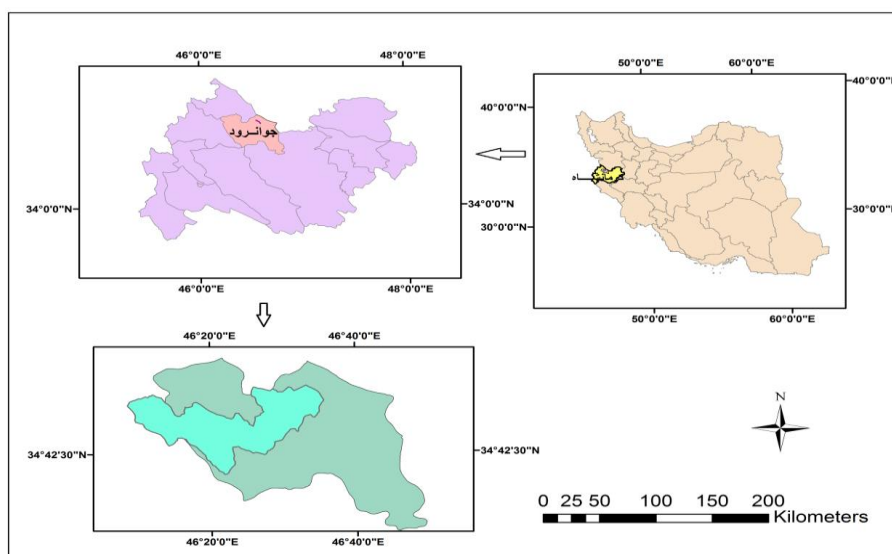 46°0'0"E 48°0'0"E
جوانرود
34°0'0"N 34°0'0"N
46°0'0"E 48°0'0"E
50°0'0"E 60°0'0"E
40°0'0"N 40°0'0"N
30°0'0"N 30°0'0"N
50°0'0"E 60°0'0"E
46°20'0"E 46°40'0"E
34°42'30"N 34°42'30"N
46°20'0"E 46°40'0"E
N
0 25 50 100 150 200
Kilometers